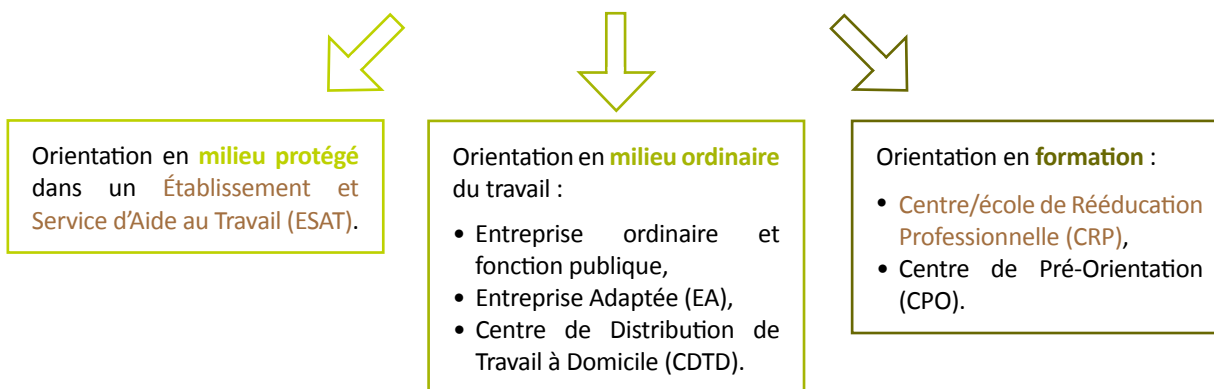 Orientation en milieu protégé
dans un Établissement et
Service d’Aide au Travail (ESAT).
Orientation en milieu ordinaire
du travail :
• Entreprise ordinaire et
fonction publique,
• Entreprise Adaptée (EA),
• Centre de Distribution de
Travail à Domicile (CDTD).
Orientation en formation :
• Centre/école de Rééducation
Professionnelle (CRP),
• Centre de Pré-Orientation
(CPO).